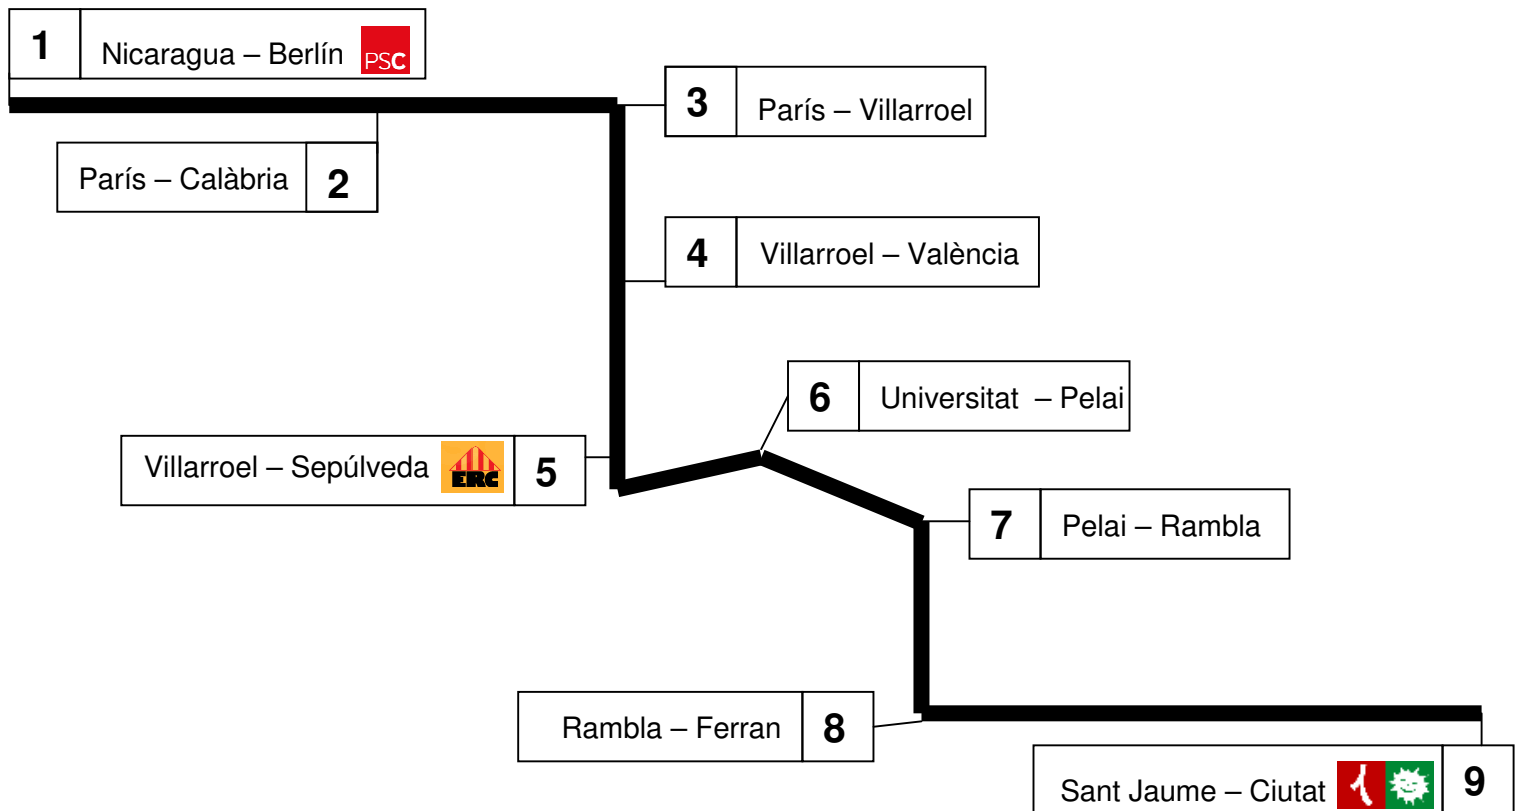 1 Nicaragua – Berlín PSC
3 París – Villarroel
París – Calàbria 2
4 Villarroel – València
6 Universitat – Pelai
Villarroel – Sepúlveda ERC 5
7 Pelai – Rambla
Rambla – Ferran 8
Sant Jaume – Ciutat 9